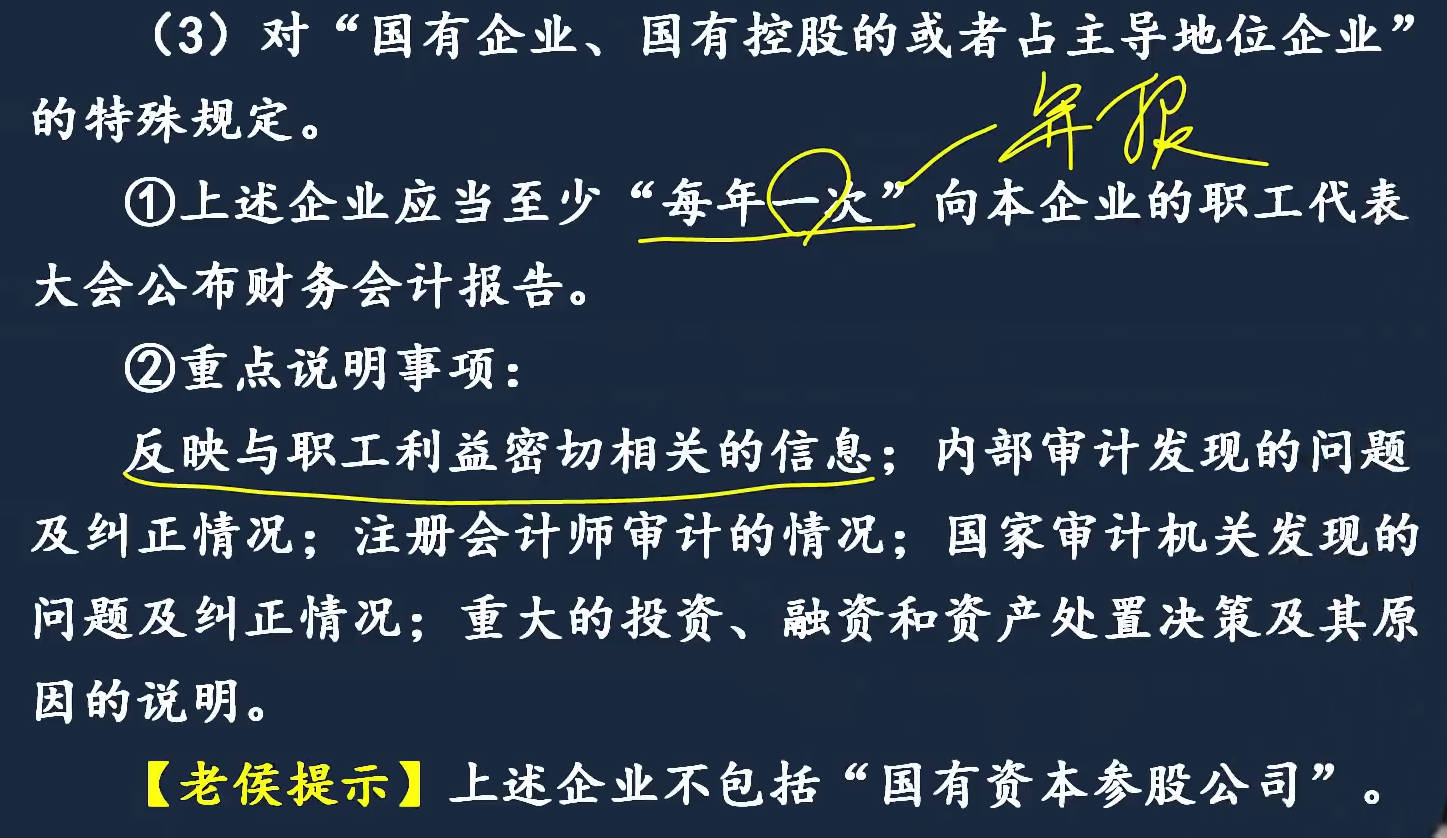 （3）对“国有企业、国有控股的或者占主导地位企业”
的特殊规定。
年报
①上述企业应当至少“每年一次”向本企业的职工代表
大会公布财务会计报告。
②重点说明事项：
反映与职工利益密切相关的信息；内部审计发现的问题
及纠正情况；注册会计师审计的情况；国家审计机关发现的
问题及纠正情况；重大的投资、融资和资产处置决策及其原
因的说明。
【老侯提示】上述企业不包括“国有资本参股公司”。